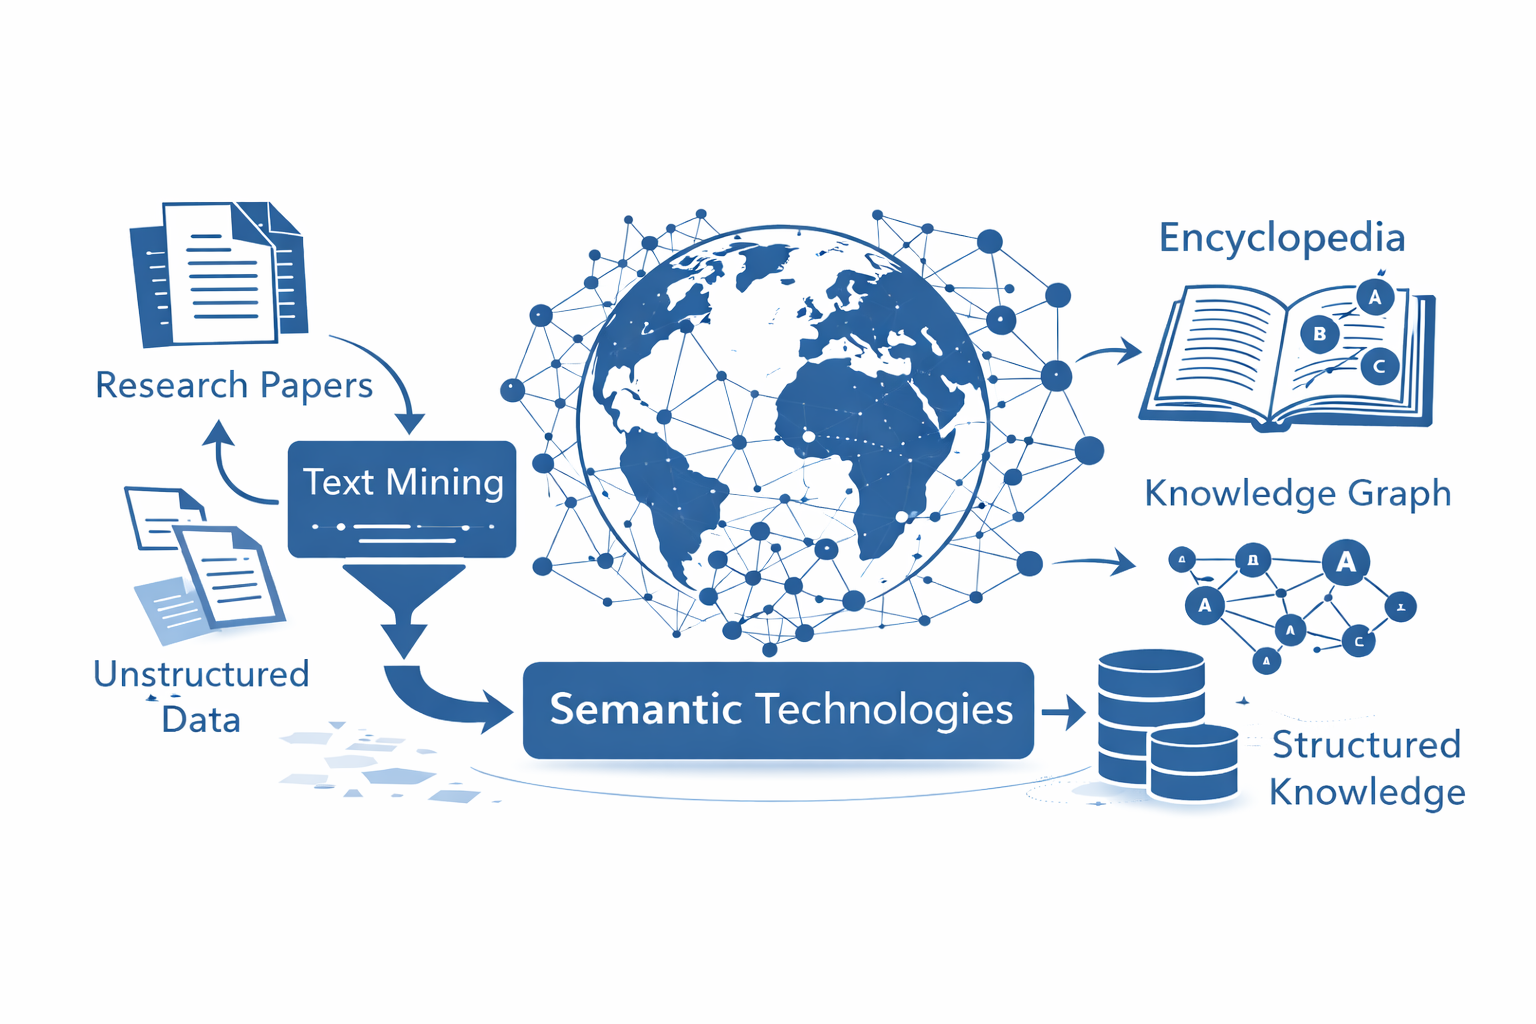 Research Papers
Text Mining
Unstructured
Data
Semantic Technologies
Encyclopedia
A
B
C
Knowledge Graph
A
A
A
C
A
Structured
Knowledge